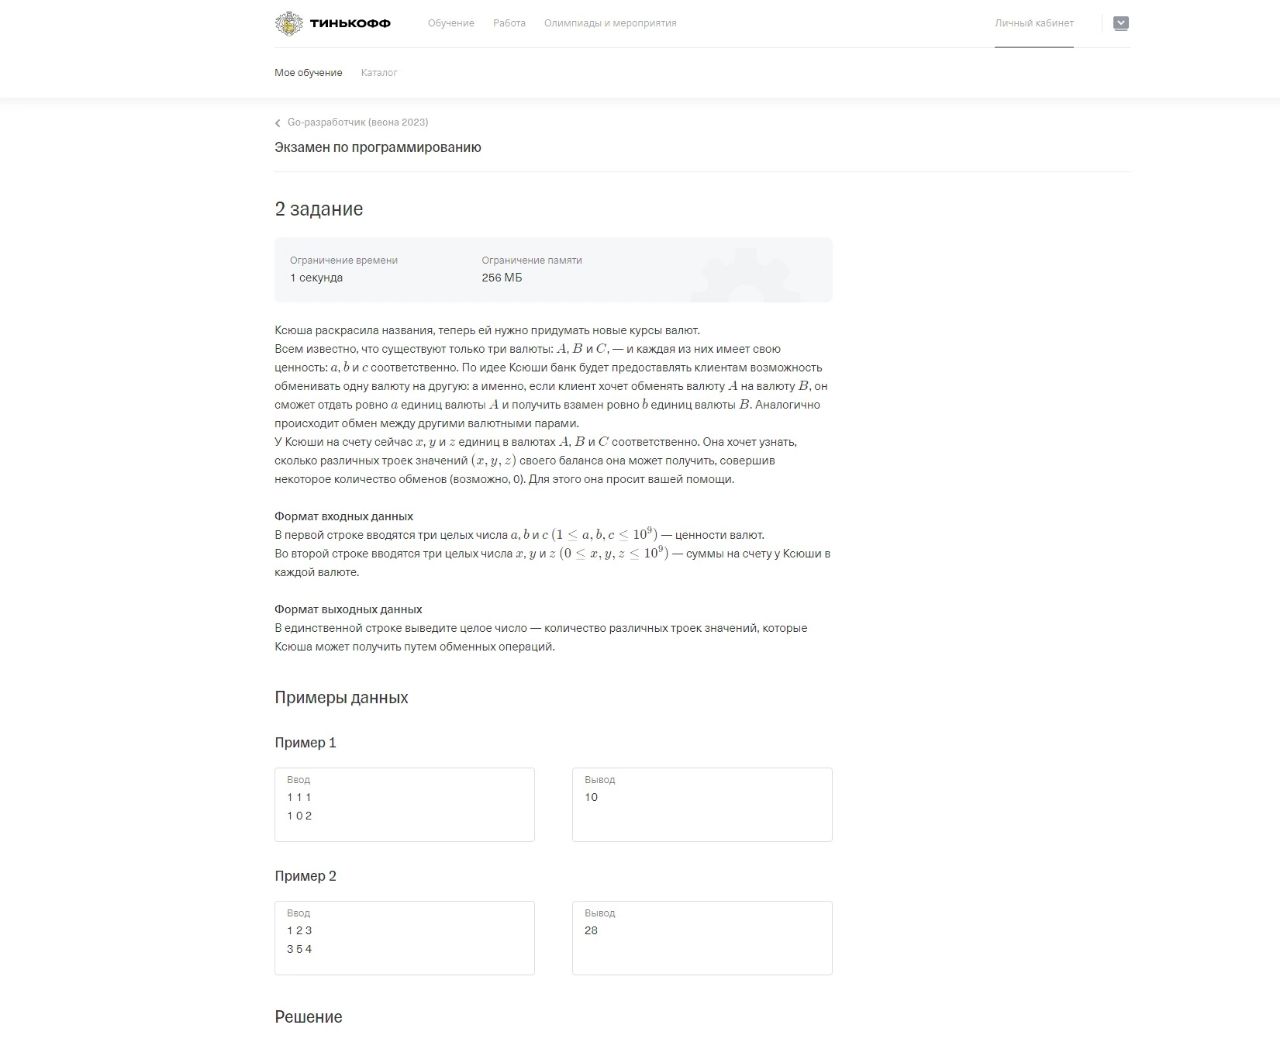 ТИНЬКОФФ Обучение Работа Олимпиады и мероприятия Личный кабинет
Мое обучение Каталог
Go-разработчик (весна 2023)
Экзамен по программированию
2 задание
Ограничение времени Ограничение памяти
1 секунда 256 МБ
Ксюша раскрасила названия, теперь ей нужно придумать новые курсы валют.
Всем известно, что существуют только три валюты: A, B и C, — и каждая из них имеет свою
ценность: a, b и c соответственно. По идее Ксюши банк будет предоставлять клиентам возможность
обменивать одну валюту на другую: а именно, если клиент хочет обменять валюту A на валюту B, он
сможет отдать ровно a единиц валюты A и получить взамен ровно b единиц валюты B. Аналогично
происходит обмен между другими валютными парами.
У Ксюши на счету сейчас x, y и z единиц в валютах A, B и C соответственно. Она хочет узнать,
сколько различных троек значений (x, y, z) своего баланса она может получить, совершив
некоторое количество обменов (возможно, 0). Для этого она просит вашей помощи.
Формат входных данных
В первой строке вводятся три целых числа a, b и c (1 ≤ a, b, c ≤ 10⁹) — ценности валют.
Во второй строке вводятся три целых числа x, y и z (0 ≤ x, y, z ≤ 10⁹) — суммы на счету у Ксюши в
каждой валюте.
Формат выходных данных
В единственной строке выведите целое число — количество различных троек значений, которые
Ксюша может получить путем обменных операций.
Примеры данных
Пример 1
Ввод Вывод
1 1 1 10
1 0 2
Пример 2
Ввод Вывод
1 2 3 28
3 5 4
Решение